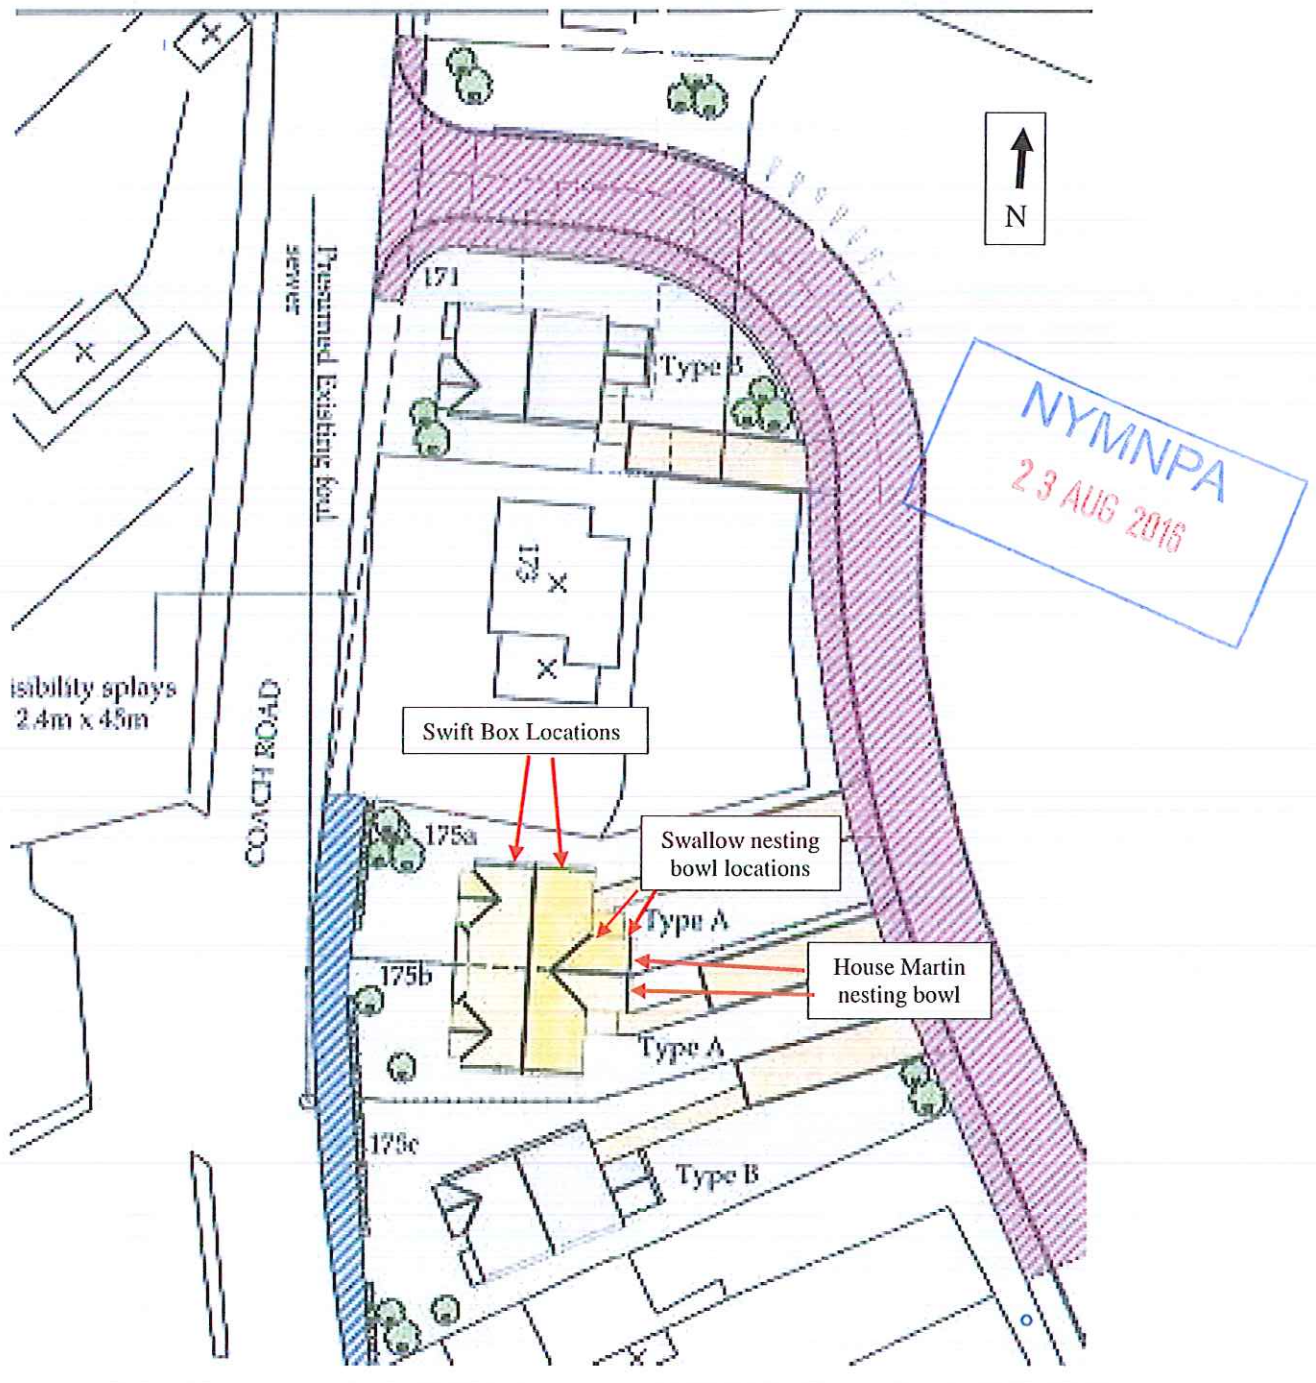 N
171
Presumed Existing foul
sewer
Type B
NYMNPA
23 AUG 2016
173
isibility splays
2.4m x 45m
COACH ROAD
Swift Box Locations
175a
Swallow nesting
bowl locations
Type A
175b
House Martin
nesting bowl
Type A
175c
Type B